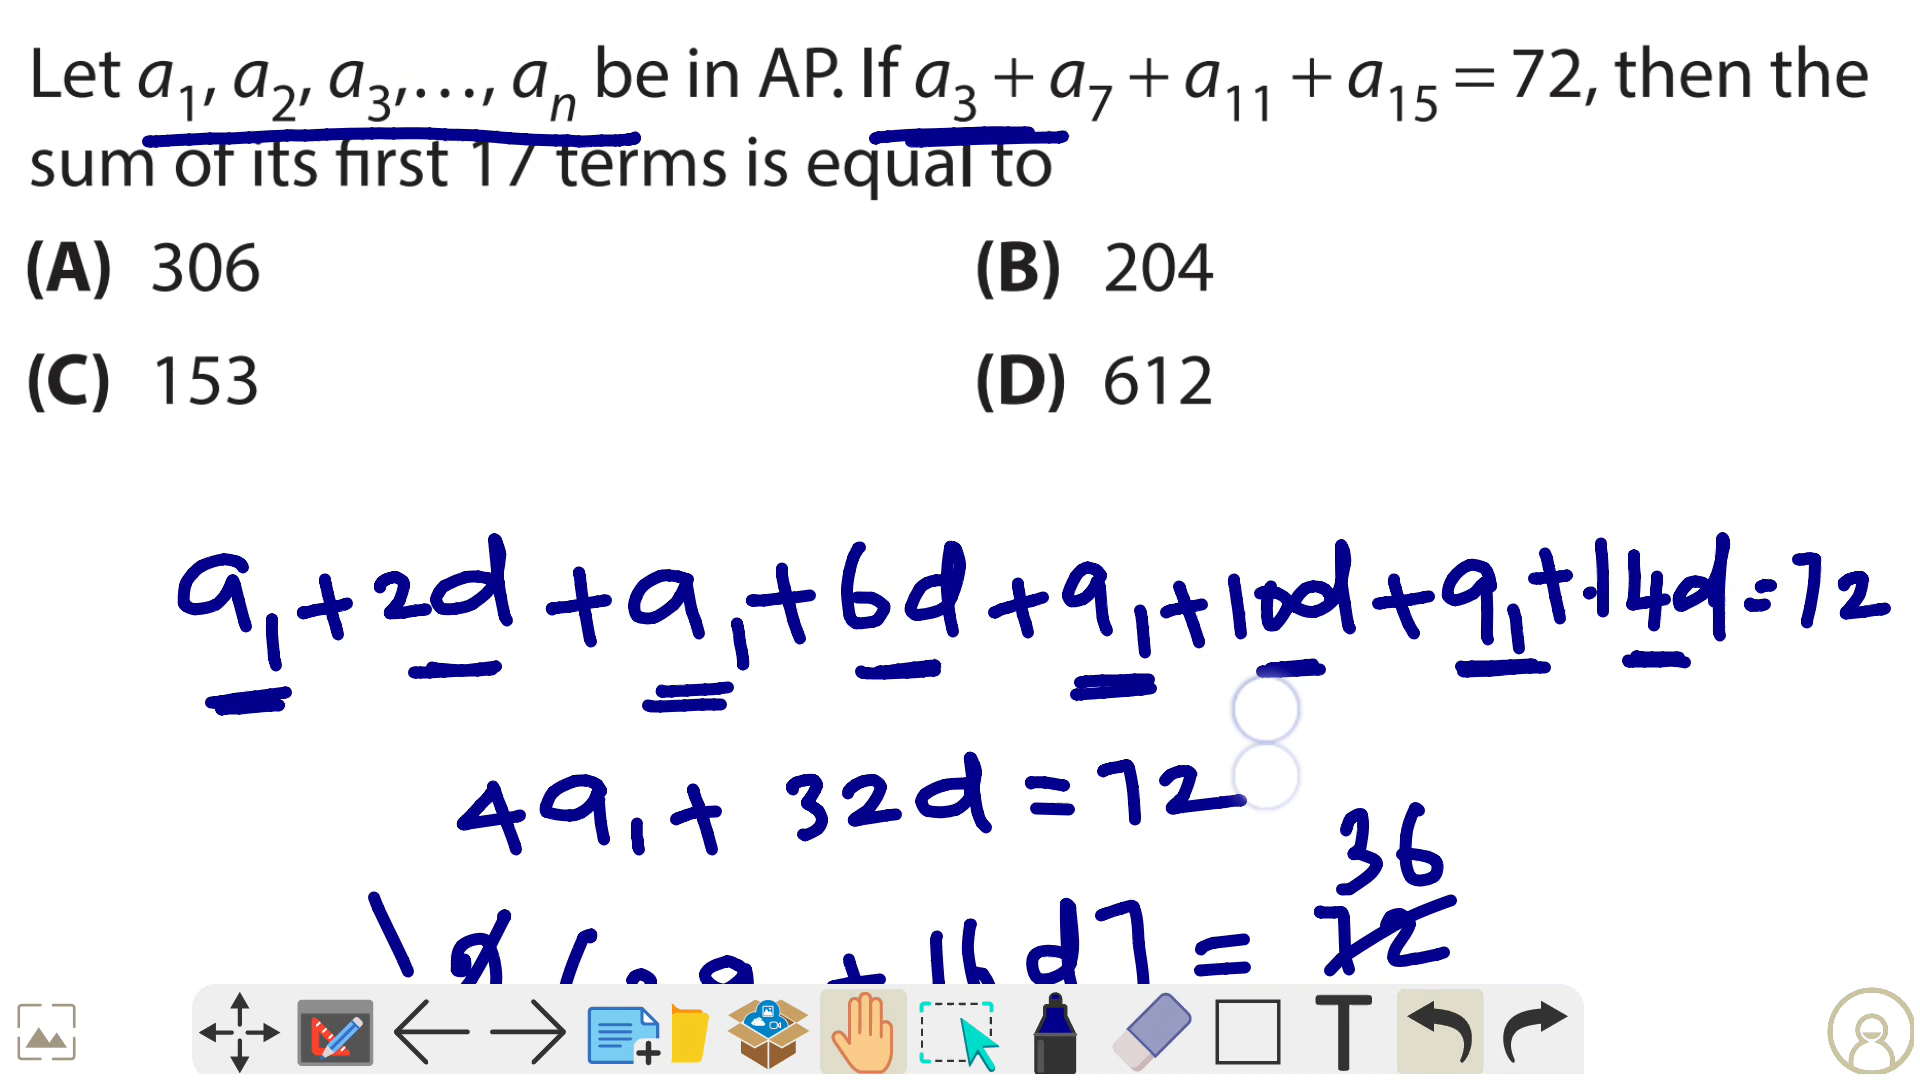 Let a₁, a₂, a₃,..., aₙ be in AP. If a₃ + a₇ + a₁₁ + a₁₅ = 72, then the
sum of its first 17 terms is equal to
(A) 306
(B) 204
(C) 153
(D) 612
a₁+2d+a₁+6d+a₁+10d+a₁+14d=72
4a₁+32d=72
36
+16d]=72
T